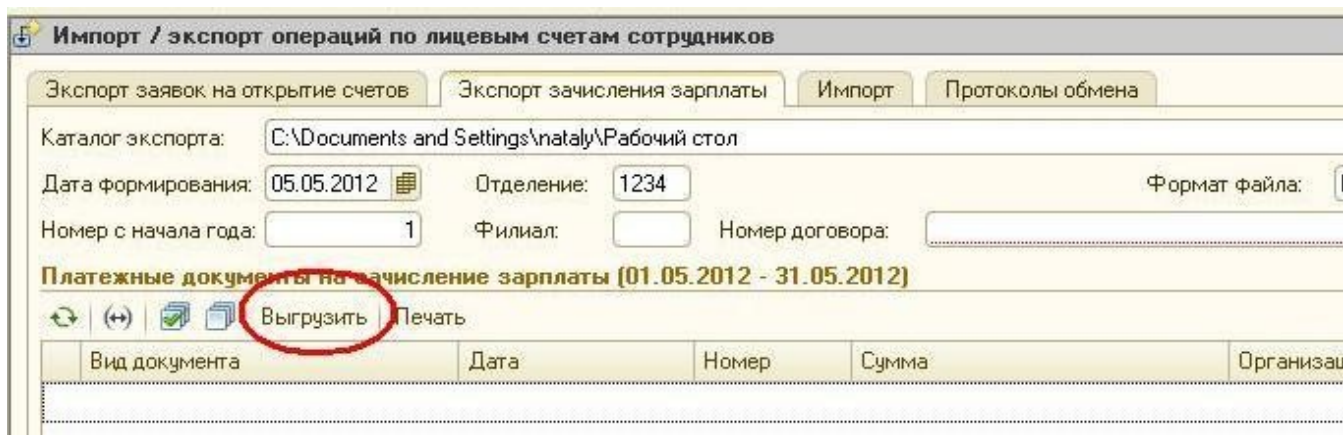 Импорт / экспорт операций по лицевым счетам сотрудников
Экспорт заявок на открытие счетов Экспорт зачисления зарплаты Импорт Протоколы обмена
Каталог экспорта: C:\Documents and Settings\nataly\Рабочий стол
Дата формирования: 05.05.2012 Отделение: 1234 Формат файла:
Номер с начала года: 1 Филиал: Номер договора:
Платежные документы на зачисление зарплаты (01.05.2012 - 31.05.2012)
Выгрузить Печать
Вид документа Дата Номер Сумма Организац